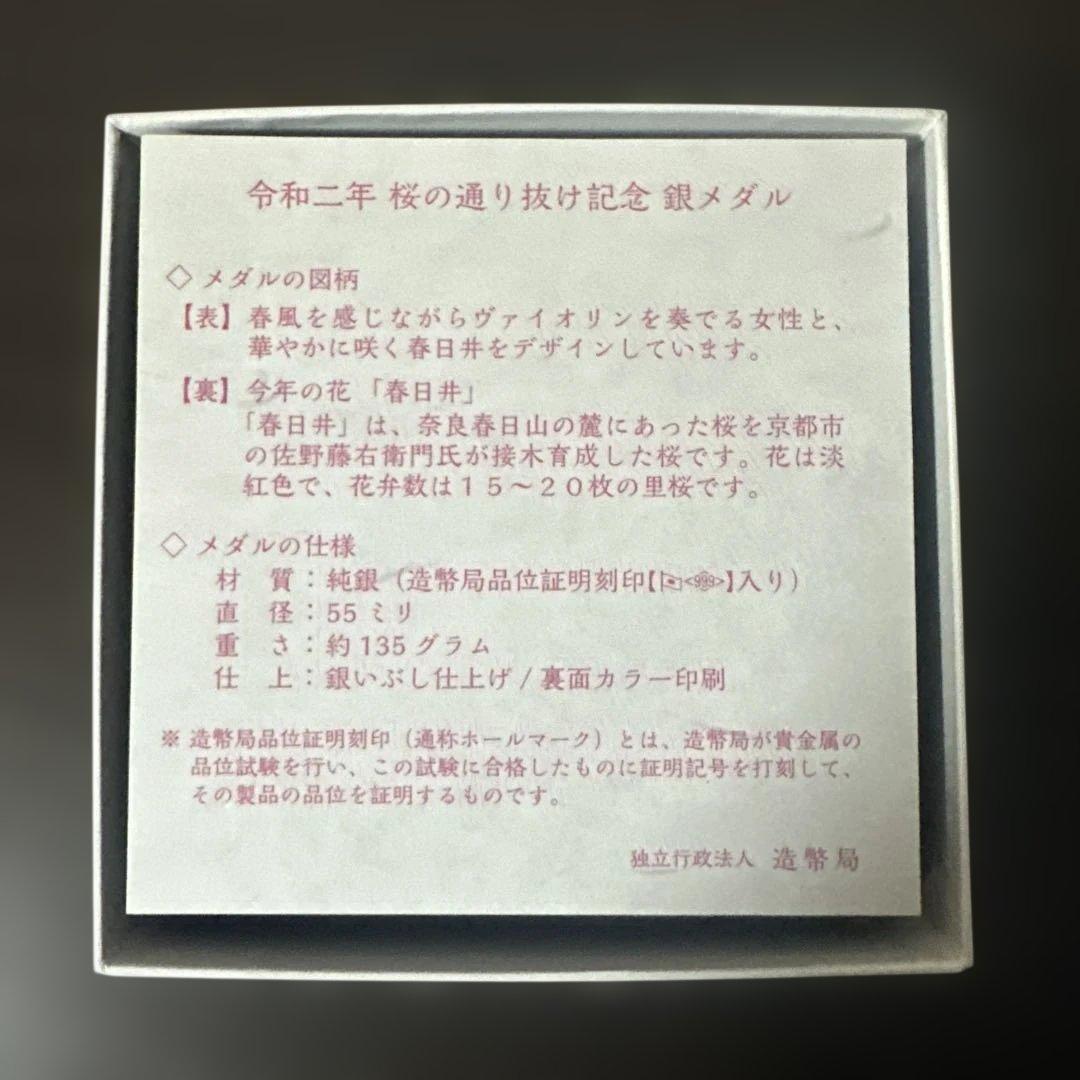 令和二年 桜の通り抜け記念 銀メダル
◇ メダルの図柄
【表】春風を感じながらヴァイオリンを奏でる女性と、
華やかに咲く春日井をデザインしています。
【裏】今年の花「春日井」
「春日井」は、奈良春日山の麓にあった桜を京都市
の佐野藤右衛門氏が接木育成した桜です。花は淡
紅色で、花弁数は15～20枚の里桜です。
◇ メダルの仕様
材 質：純銀（造幣局品位証明刻印【<999>】入り）
直 径：55ミリ
重 さ：約135グラム
仕 上：銀いぶし仕上げ / 裏面カラー印刷
※ 造幣局品位証明刻印（通称ホールマーク）とは、造幣局が貴金属の
品位試験を行い、この試験に合格したものに証明記号を打刻して、
その製品の品位を証明するものです。
独立行政法人 造幣局